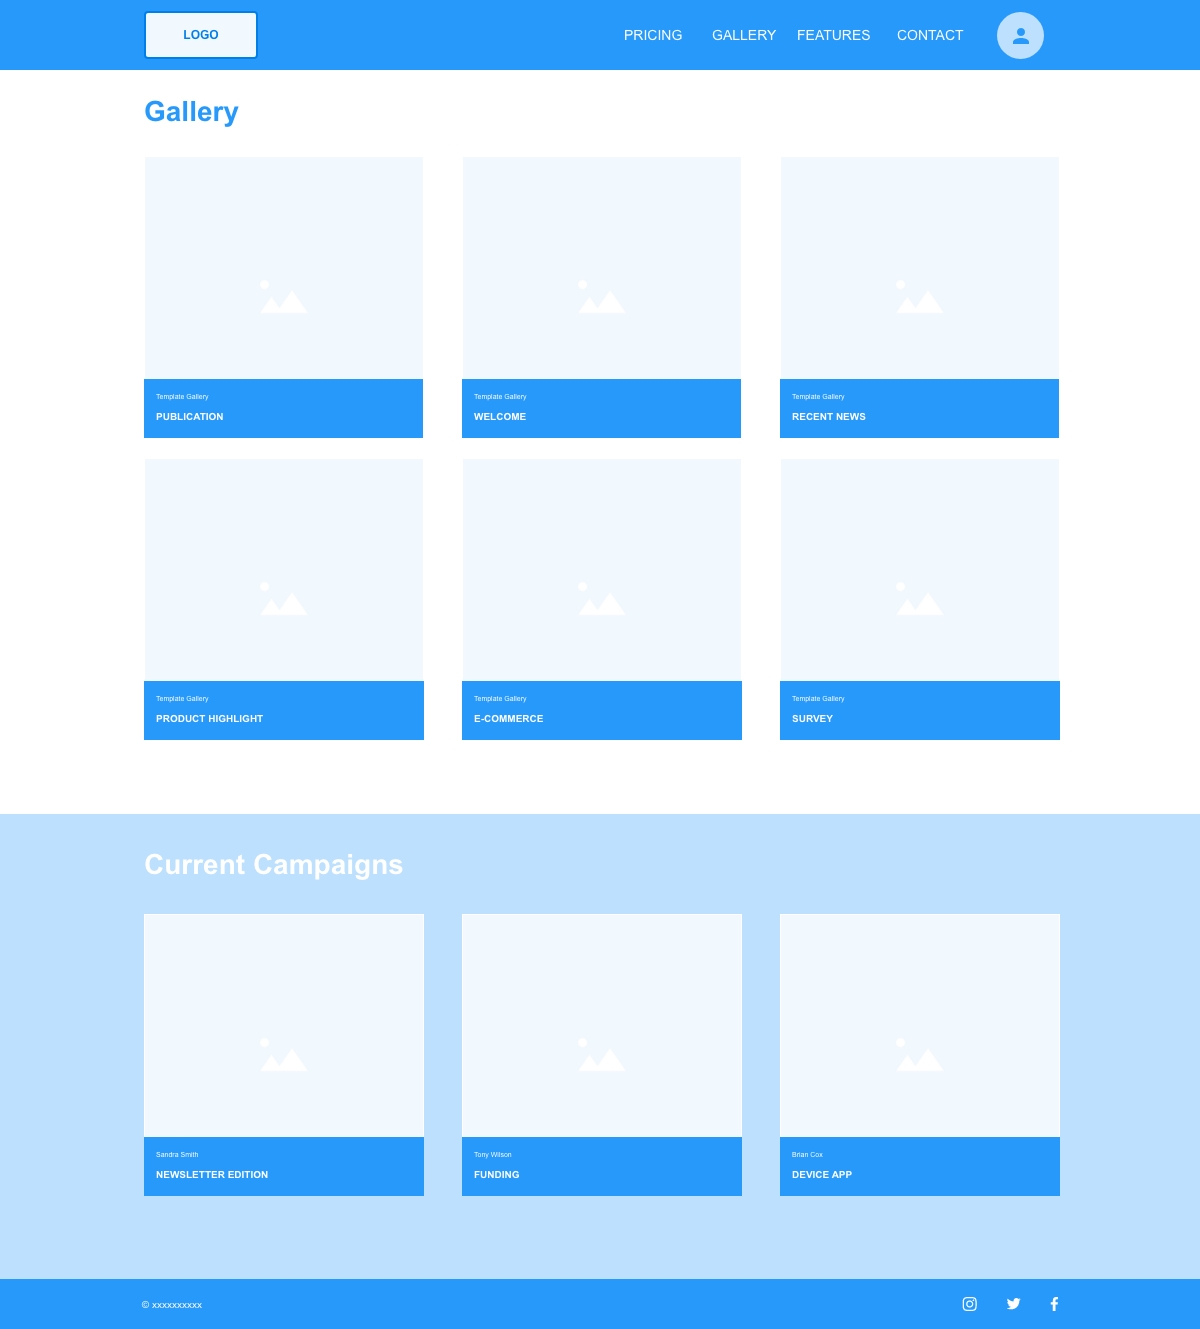 LOGO
PRICING GALLERY FEATURES CONTACT
Gallery
Template Gallery
PUBLICATION
Template Gallery
WELCOME
Template Gallery
RECENT NEWS
Template Gallery
PRODUCT HIGHLIGHT
Template Gallery
E-COMMERCE
Template Gallery
SURVEY
Current Campaigns
Sandra Smith
NEWSLETTER EDITION
Tony Wilson
FUNDING
Brian Cox
DEVICE APP
© xxxxxxxxxx